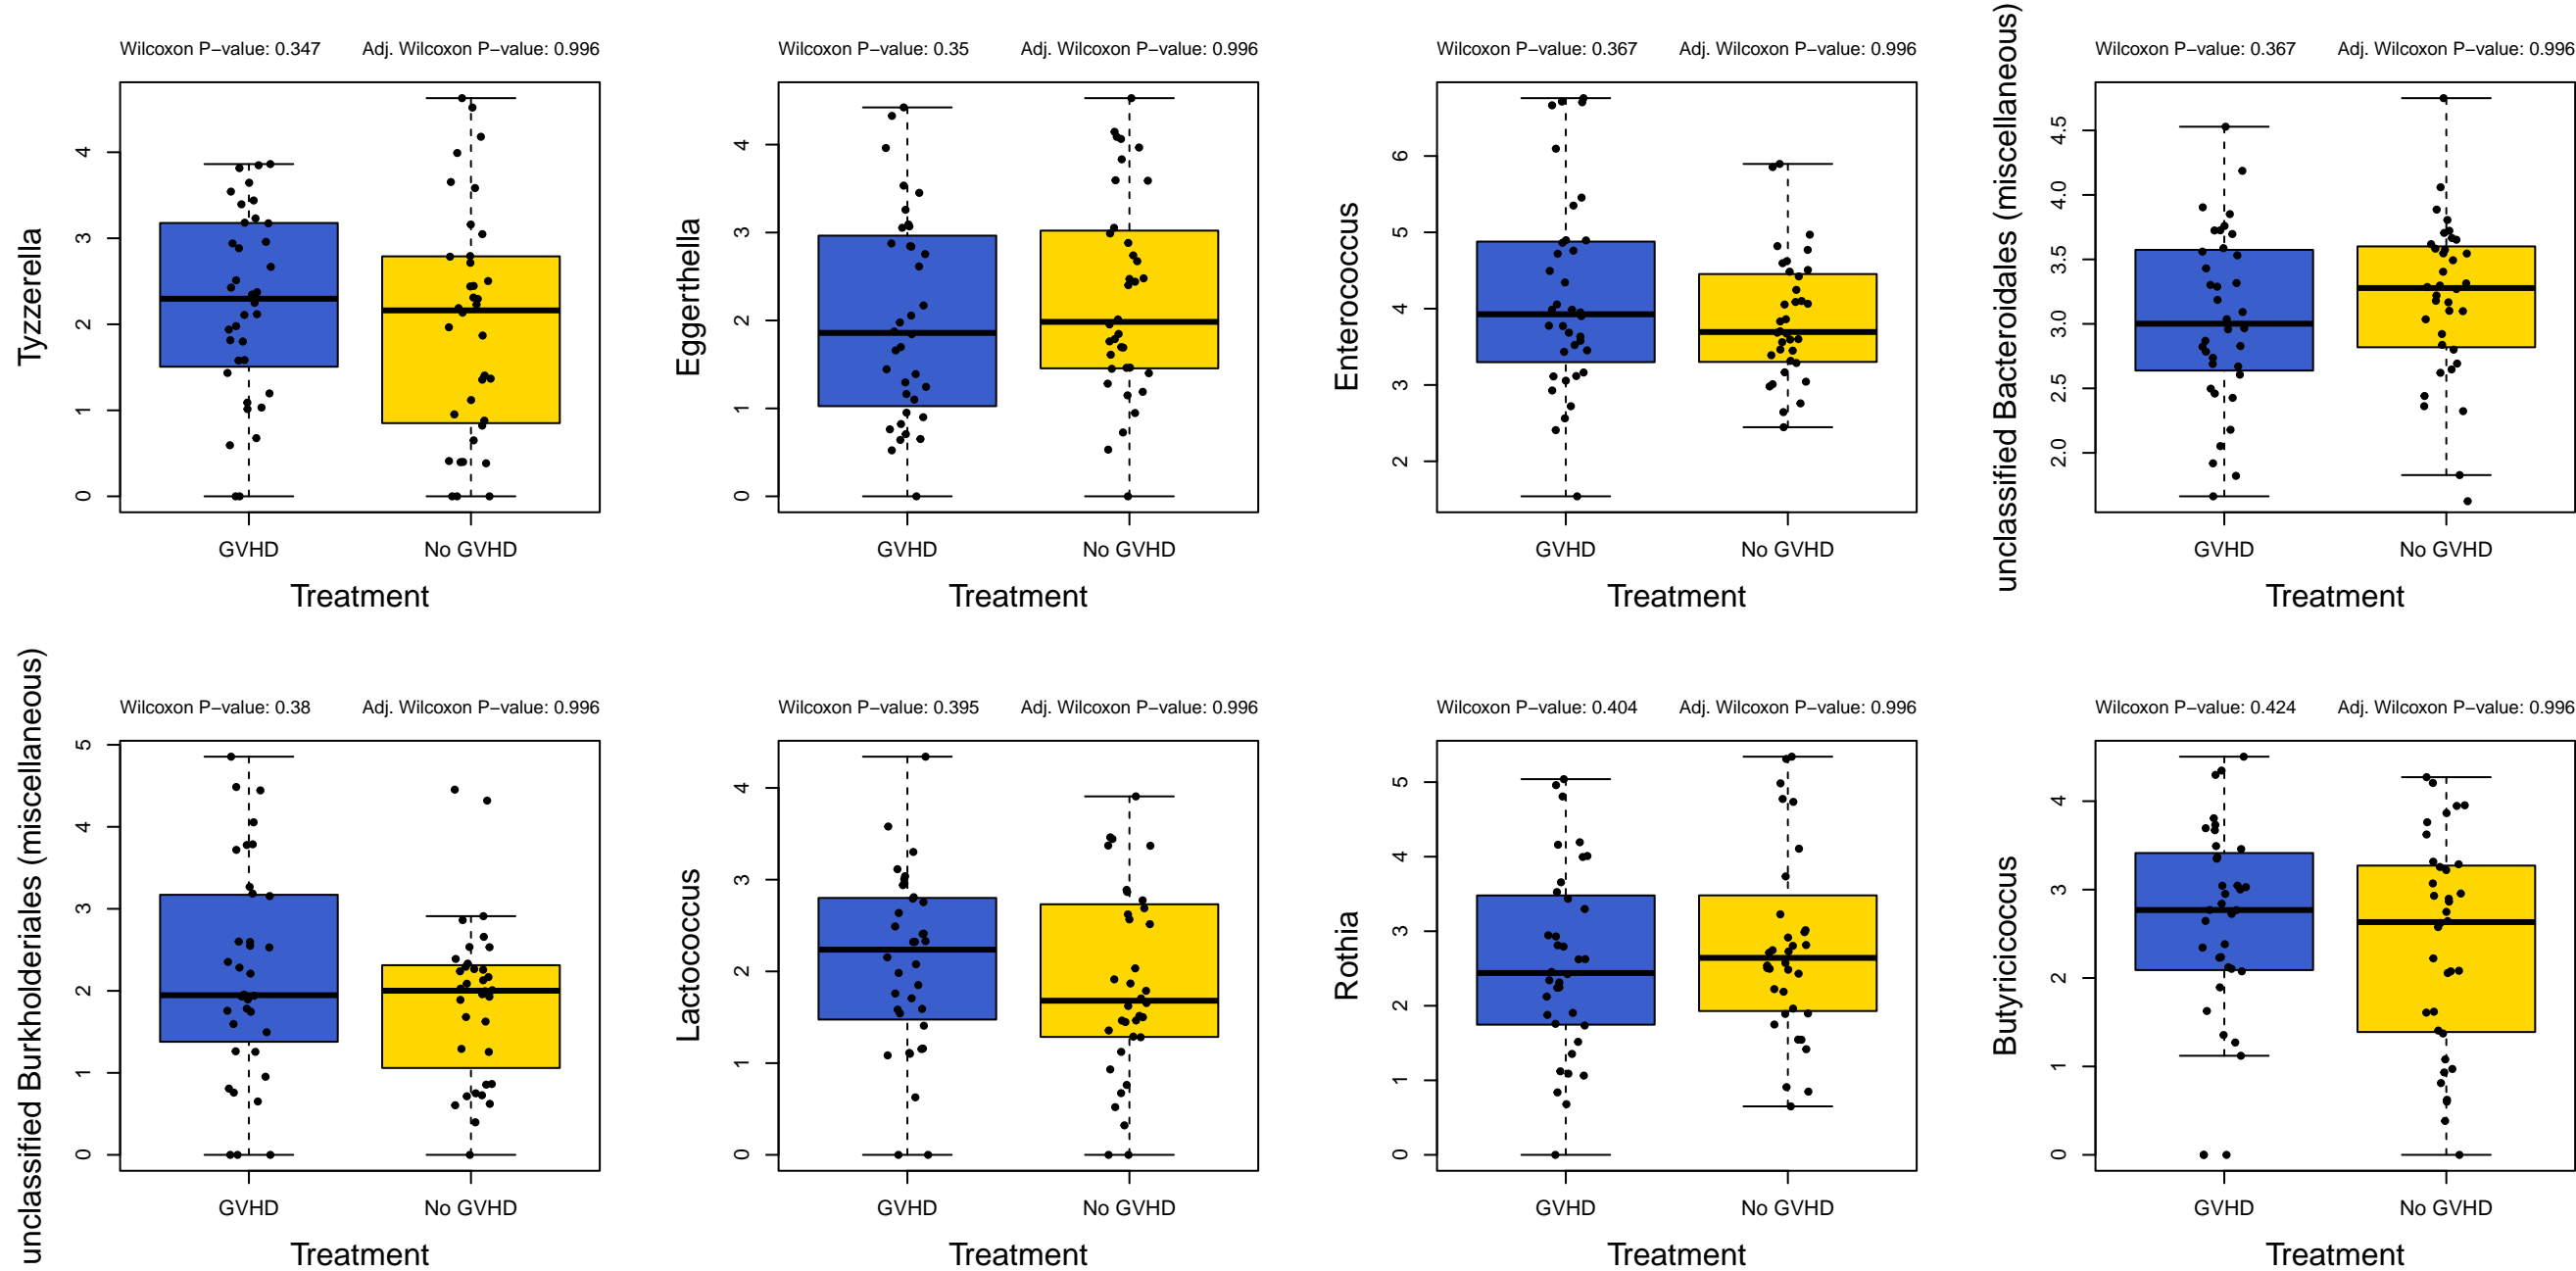 Wilcoxon P−value: 0.347 Adj. Wilcoxon P−value: 0.996
Tyzzerella
4
3
2
1
0
GVHD No GVHD
Treatment
Wilcoxon P−value: 0.35 Adj. Wilcoxon P−value: 0.996
Eggerthella
4
3
2
1
0
GVHD No GVHD
Treatment
Wilcoxon P−value: 0.367 Adj. Wilcoxon P−value: 0.996
Enterococcus
6
5
4
3
2
GVHD No GVHD
Treatment
Wilcoxon P−value: 0.367 Adj. Wilcoxon P−value: 0.996
unclassified Bacteroidales (miscellaneous)
4.5
4.0
3.5
3.0
2.5
2.0
GVHD No GVHD
Treatment
Wilcoxon P−value: 0.38 Adj. Wilcoxon P−value: 0.996
unclassified Burkholderiales (miscellaneous)
5
4
3
2
1
0
GVHD No GVHD
Treatment
Wilcoxon P−value: 0.395 Adj. Wilcoxon P−value: 0.996
Lactococcus
4
3
2
1
0
GVHD No GVHD
Treatment
Wilcoxon P−value: 0.404 Adj. Wilcoxon P−value: 0.996
Rothia
5
4
3
2
1
0
GVHD No GVHD
Treatment
Wilcoxon P−value: 0.424 Adj. Wilcoxon P−value: 0.996
Butyricicoccus
4
3
2
1
0
GVHD No GVHD
Treatment